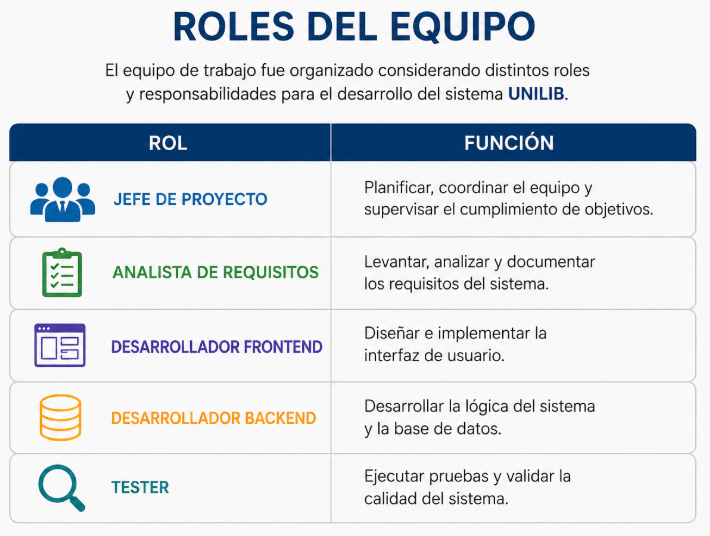 ROLES DEL EQUIPO
El equipo de trabajo fue organizado considerando distintos roles
y responsabilidades para el desarrollo del sistema UNILIB.
ROL
FUNCIÓN
JEFE DE PROYECTO
Planificar, coordinar el equipo y
supervisar el cumplimiento de objetivos.
ANALISTA DE REQUISITOS
Levantar, analizar y documentar
los requisitos del sistema.
DESARROLLADOR FRONTEND
Diseñar e implementar la
interfaz de usuario.
DESARROLLADOR BACKEND
Desarrollar la lógica del sistema
y la base de datos.
TESTER
Ejecutar pruebas y validar la
calidad del sistema.